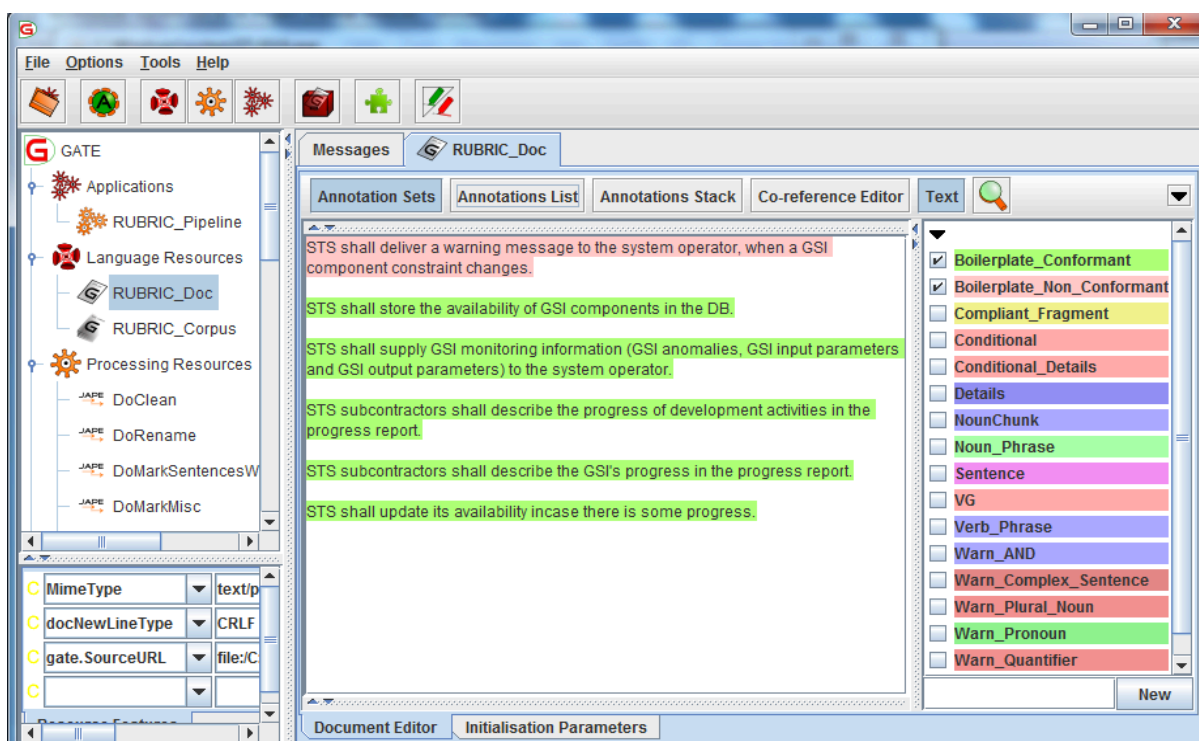 File Options Tools Help
GATE
Applications
RUBRIC_Pipeline
Language Resources
RUBRIC_Doc
RUBRIC_Corpus
Processing Resources
JAPE DoClean
JAPE DoRename
JAPE DoMarkSentencesW
JAPE DoMarkMisc
C MimeType text/p
C docNewLineType CRLF
C gate.SourceURL file:/C:
C
Resource Features
Messages RUBRIC_Doc
Annotation Sets Annotations List Annotations Stack Co-reference Editor Text
STS shall deliver a warning message to the system operator, when a GSI
component constraint changes.
STS shall store the availability of GSI components in the DB.
STS shall supply GSI monitoring information (GSI anomalies, GSI input parameters
and GSI output parameters) to the system operator.
STS subcontractors shall describe the progress of development activities in the
progress report.
STS subcontractors shall describe the GSI's progress in the progress report.
STS shall update its availability incase there is some progress.
Boilerplate_Conformant
Boilerplate_Non_Conformant
Compliant_Fragment
Conditional
Conditional_Details
Details
NounChunk
Noun_Phrase
Sentence
VG
Verb_Phrase
Warn_AND
Warn_Complex_Sentence
Warn_Plural_Noun
Warn_Pronoun
Warn_Quantifier
New
Document Editor Initialisation Parameters